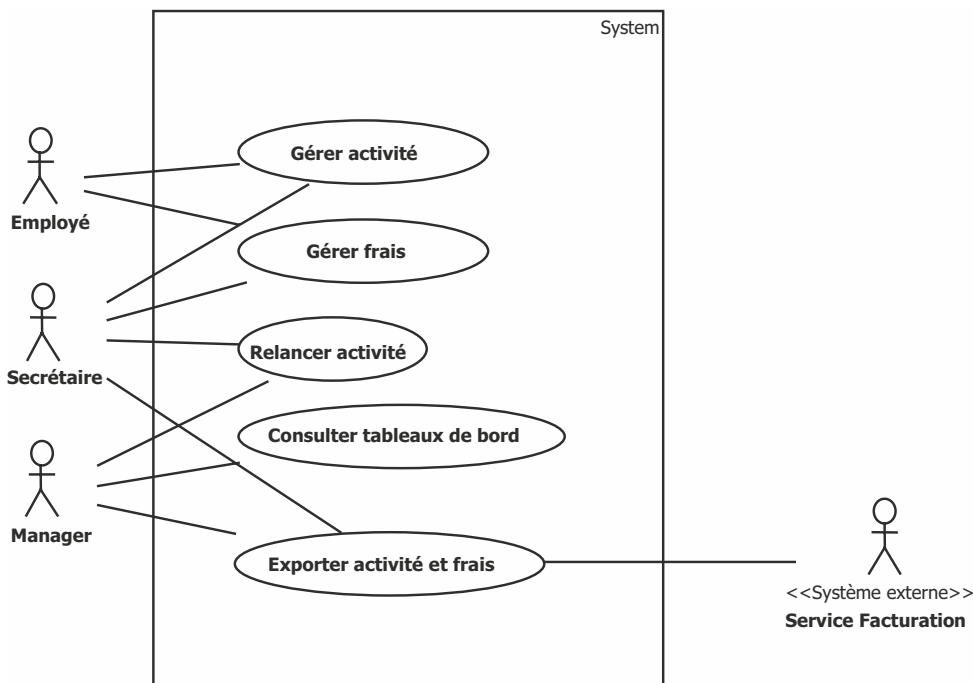 System
Gérer activité
Employé
Gérer frais
Relancer activité
Secrétaire
Consulter tableaux de bord
Manager
Exporter activité et frais
<<Système externe>>
Service Facturation